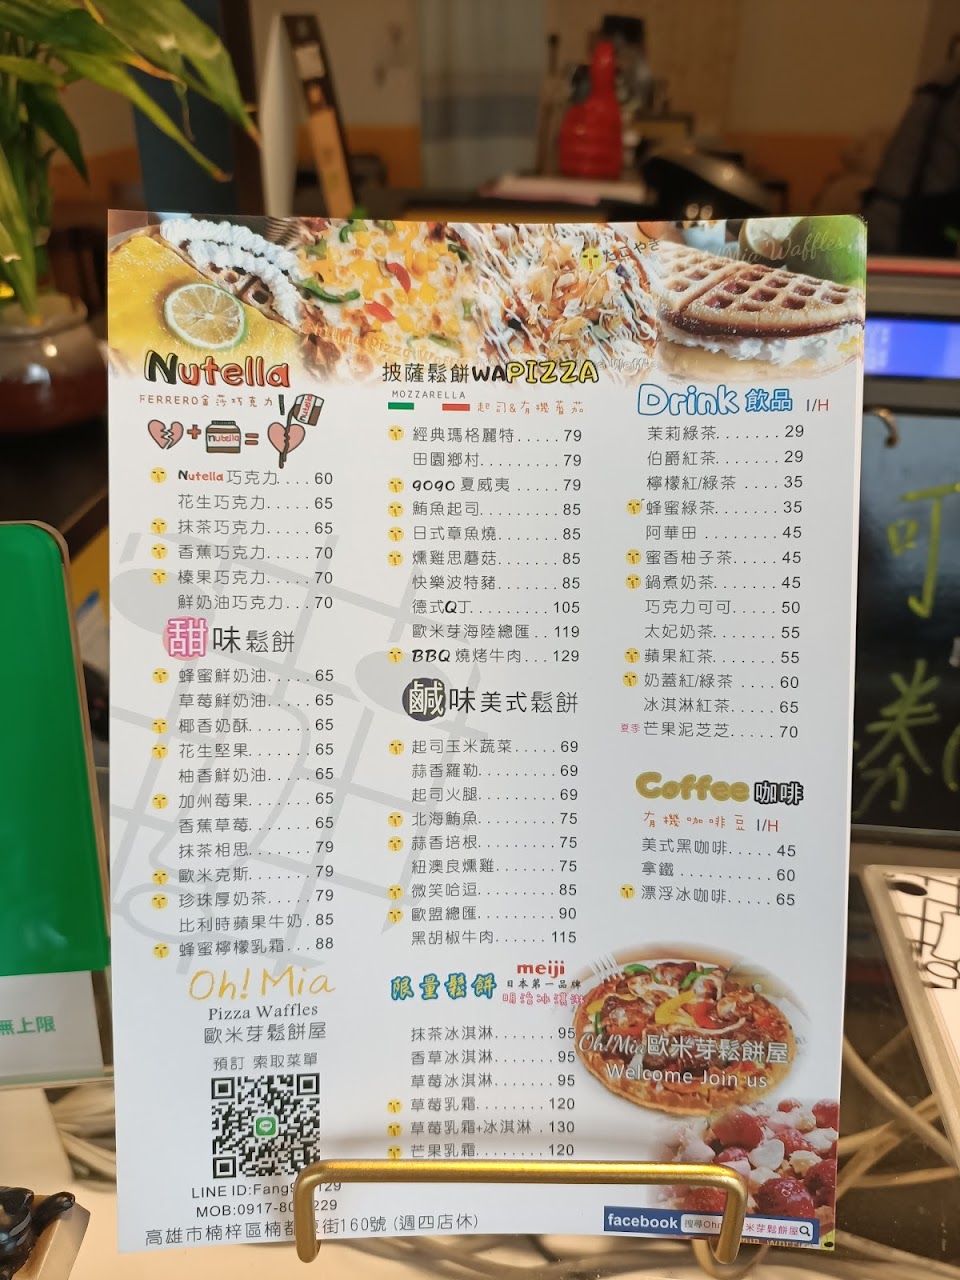 Nutella
FERRERO金莎巧克力
nutella
Nutella巧克力.... 60
花生巧克力...... 65
抹茶巧克力...... 65
香蕉巧克力...... 70
榛果巧克力...... 70
鮮奶油巧克力... 70
甜味鬆餅
蜂蜜鮮奶油...... 65
草莓鮮奶油...... 65
椰香奶酥........ 65
花生堅果........ 65
柚香鮮奶油...... 65
加州莓果........ 65
香蕉草莓........ 65
抹茶相思........ 79
歐米克斯........ 79
珍珠厚奶茶...... 79
比利時蘋果牛奶. 85
蜂蜜檸檬乳霜... 88
Oh! Mia
Pizza Waffles
歐米芽鬆餅屋
預訂 索取菜單
LINE
MOB:0917-80
高雄市楠梓區楠都東街160號 (週四店休)
披薩鬆餅WAPIZZA
MOZZARELLA
起司&有機蕃茄
經典瑪格麗特..... 79
田園鄉村......... 79
gogo 夏威夷 ..... 79
鮪魚起司......... 85
日式章魚燒....... 85
燻雞思蘑菇....... 85
快樂波特豬....... 85
德式Q丁......... 105
歐米芽海陸總匯 .. 119
BBQ 燒烤牛肉... 129
鹹味美式鬆餅
起司玉米蔬菜..... 69
蒜香羅勒......... 69
起司火腿......... 69
北海鮪魚......... 75
蒜香培根......... 75
紐澳良燻雞....... 75
微笑哈逗......... 85
歐盟總匯......... 90
黑胡椒牛肉...... 115
限量鬆餅
meiji
日本第一品牌
明治冰淇淋
抹茶冰淇淋....... 95
香草冰淇淋....... 95
草莓冰淇淋....... 95
草莓乳霜........ 120
草莓乳霜+冰淇淋 . 130
芒果乳霜........ 120
Drink 飲品 I/H
茉莉綠茶....... 29
伯爵紅茶....... 29
檸檬紅/綠茶 .... 35
蜂蜜綠茶....... 35
阿華田 ........ 45
蜜香柚子茶..... 45
鍋煮奶茶....... 45
巧克力可可..... 50
太妃奶茶....... 55
蘋果紅茶....... 55
奶蓋紅/綠茶 .... 60
冰淇淋紅茶..... 65
夏季 芒果泥芝芝..... 70
Coffee 咖啡
有機咖啡豆 I/H
美式黑咖啡..... 45
拿鐵 .......... 60
漂浮冰咖啡..... 65
Oh!Mia歐米芽鬆餅屋
Welcome Join us
facebook
米芽鬆餅屋